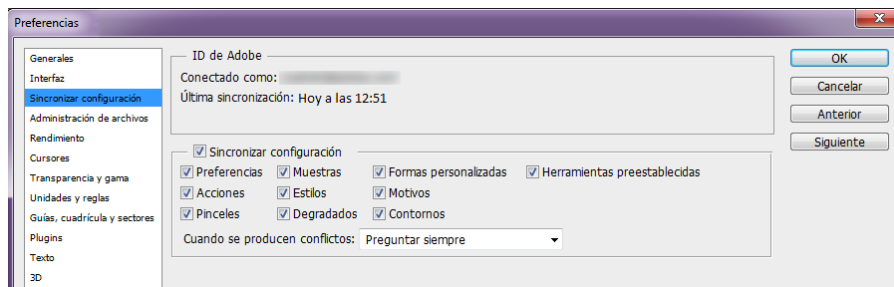 Preferencias
Generales
Interfaz
Sincronizar configuración
Administración de archivos
Rendimiento
Cursores
Transparencia y gama
Unidades y reglas
Guías, cuadrícula y sectores
Plugins
Texto
3D
ID de Adobe
Conectado como:
Última sincronización: Hoy a las 12:51
Sincronizar configuración
Preferencias Muestras Formas personalizadas Herramientas preestablecidas
Acciones Estilos Motivos
Pinceles Degradados Contornos
Cuando se producen conflictos: Preguntar siempre
OK
Cancelar
Anterior
Siguiente